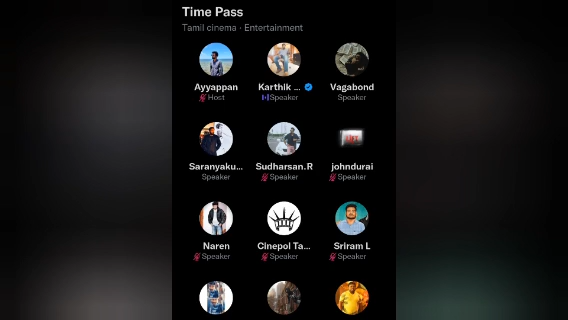 Time Pass
Tamil cinema · Entertainment
Ayyappan
Karthik ...
Vagabond
Host
Speaker
Speaker
Saranyaku...
Sudharsan.R
johndurai
Speaker
Speaker
Speaker
Naren
Cinepol Ta...
Sriram L
Speaker
Speaker
Speaker